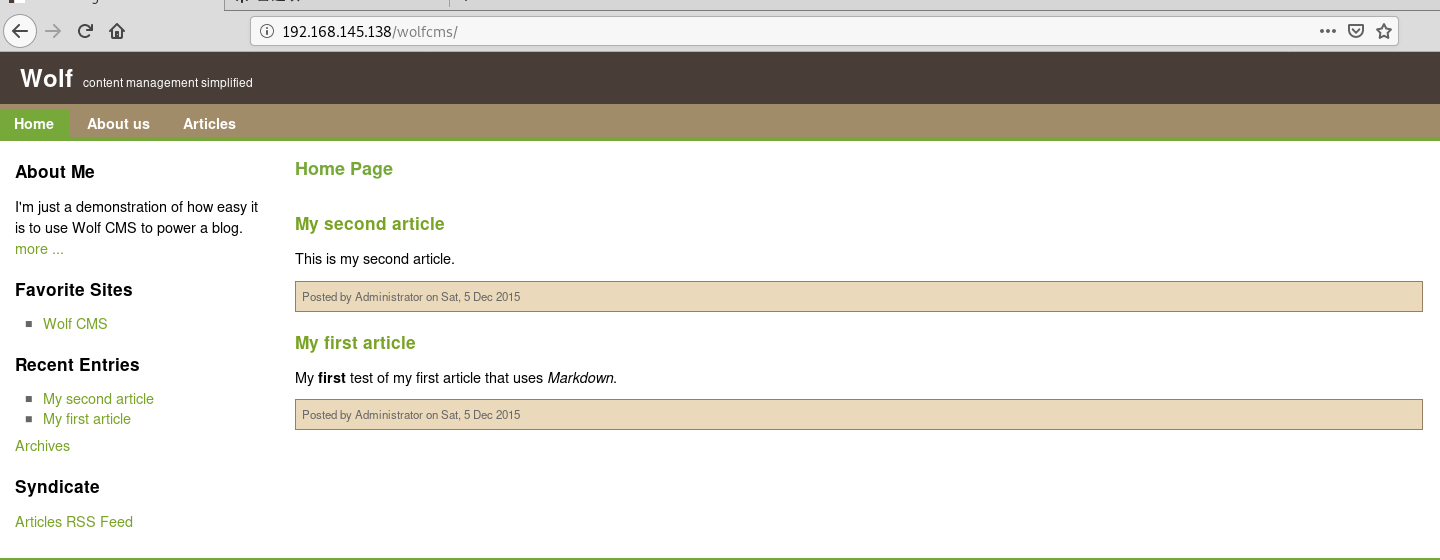 192.168.145.138/wolfcms/
Wolf content management simplified
Home About us Articles
About Me
I'm just a demonstration of how easy it
is to use Wolf CMS to power a blog.
more ...
Favorite Sites
Wolf CMS
Recent Entries
My second article
My first article
Archives
Syndicate
Articles RSS Feed
Home Page
My second article
This is my second article.
Posted by Administrator on Sat, 5 Dec 2015
My first article
My first test of my first article that uses Markdown.
Posted by Administrator on Sat, 5 Dec 2015